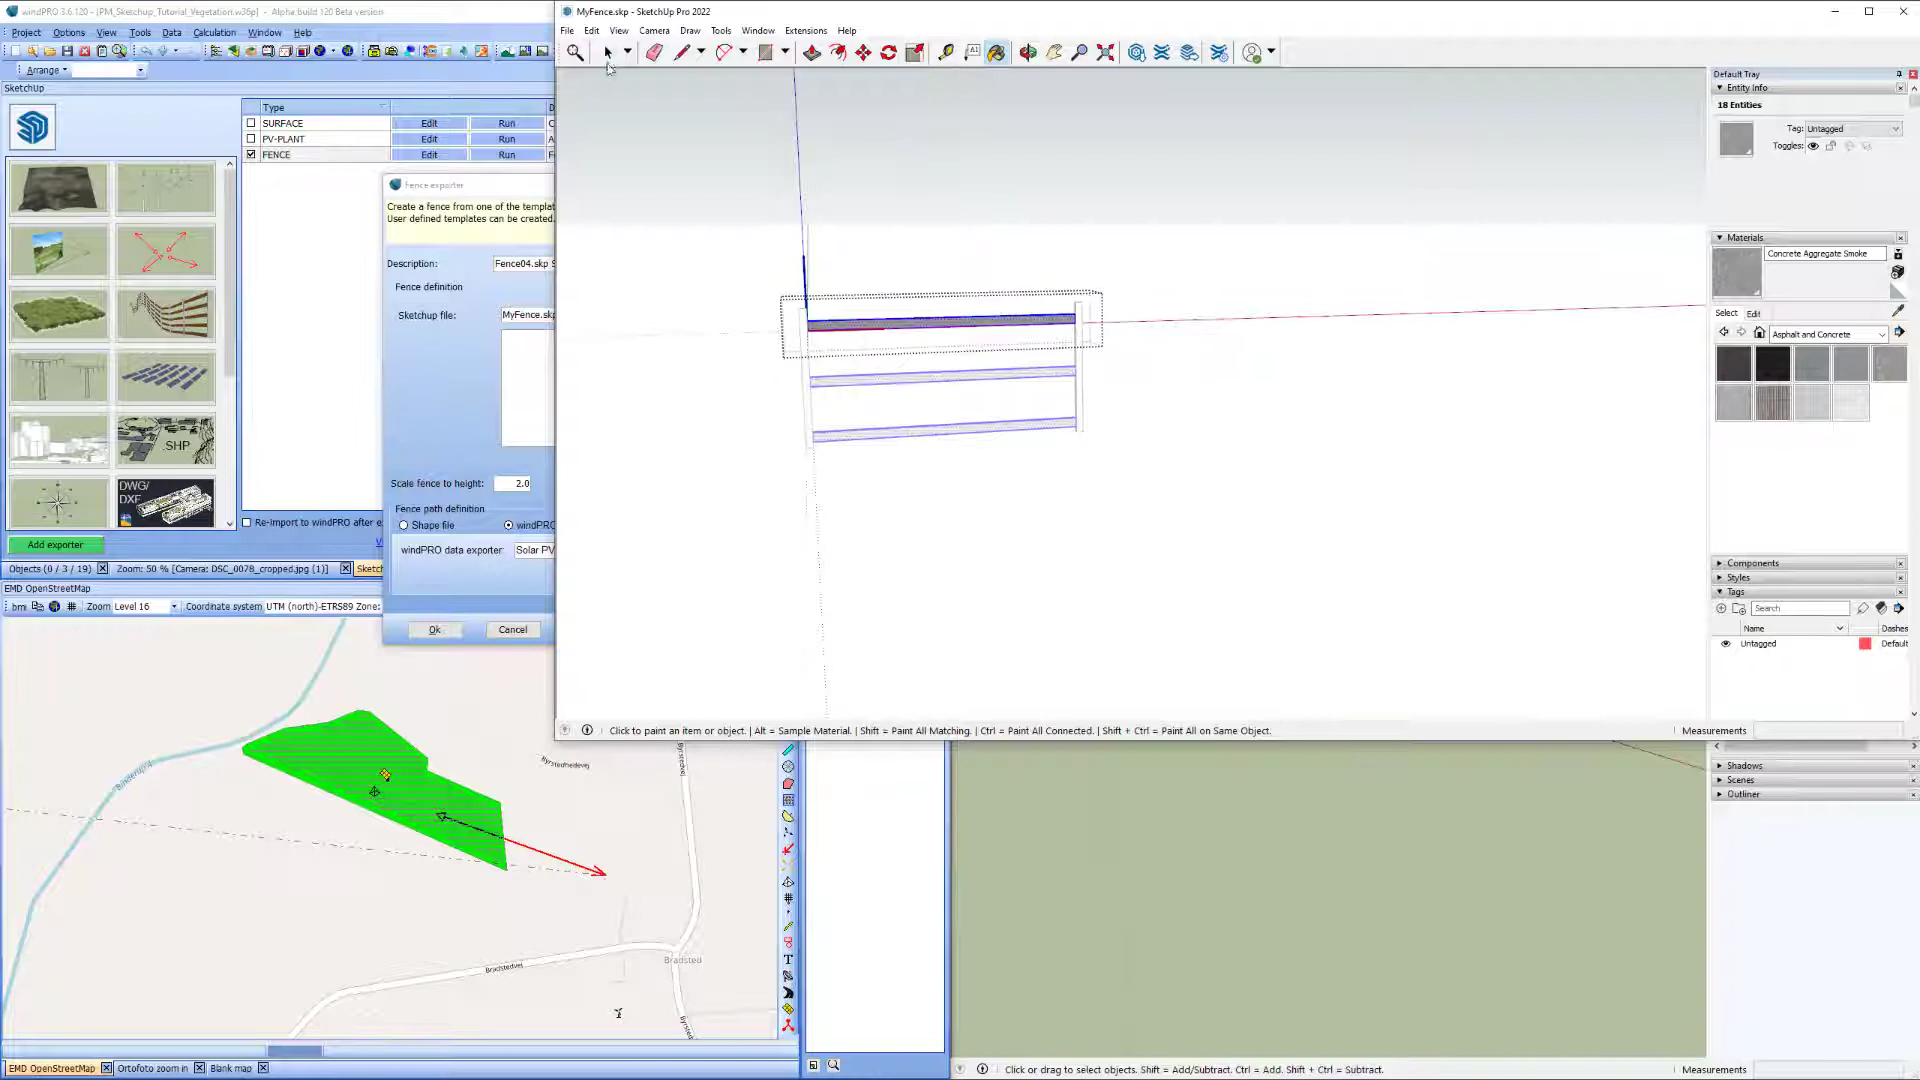 windPRO 3.6.120 - [PM_Sketchup_Tutorial_Vegetation.w36p] - Alpha build 120 Beta version
Project Options View Tools Data Calculation Window Help
Arrange
SketchUp
Type
SURFACE Edit Run
PV-PLANT Edit Run
FENCE Edit Run
SHP
DWG/
DXF
Re-import to windPRO after
Add exporter
Objects (0 / 3 / 19) Zoom: 50 % [Camera: DSC_0078_cropped.jpg (1)] Sketch
Fence exporter
Create a fence from one of the templat
User defined templates can be created.
Description: Fence04.skp S
Fence definition
Sketchup file: MyFence.skp
Scale fence to height: 2.0
Fence path definition
Shape file windPRO
windPRO data exporter: Solar PV
Ok Cancel
EMD OpenStreetMap
bmi Zoom Level 16 Coordinate system UTM (north)-ETRS89 Zone:
Byrstedhedevej
Byrstedvej
Bradsted
Bradstedvej
Byrsted
EMD OpenStreetMap Ortofoto zoom in Blank map
MyFence.skp - SketchUp Pro 2022
File Edit View Camera Draw Tools Window Extensions Help
Default Tray
Entity Info
18 Entities
Tag: Untagged
Toggles:
Materials
Concrete Aggregate Smoke
Select Edit
Asphalt and Concrete
Components
Styles
Tags
Search
Name Dashes
Untagged Default
Click to paint an item or object. | Alt = Sample Material. | Shift = Paint All Matching. | Ctrl = Paint All Connected. | Shift + Ctrl = Paint All on Same Object.
Measurements
Shadows
Scenes
Outliner
Click or drag to select objects. Shift = Add/Subtract. Ctrl = Add. Shift + Ctrl = Subtract.
Measurements